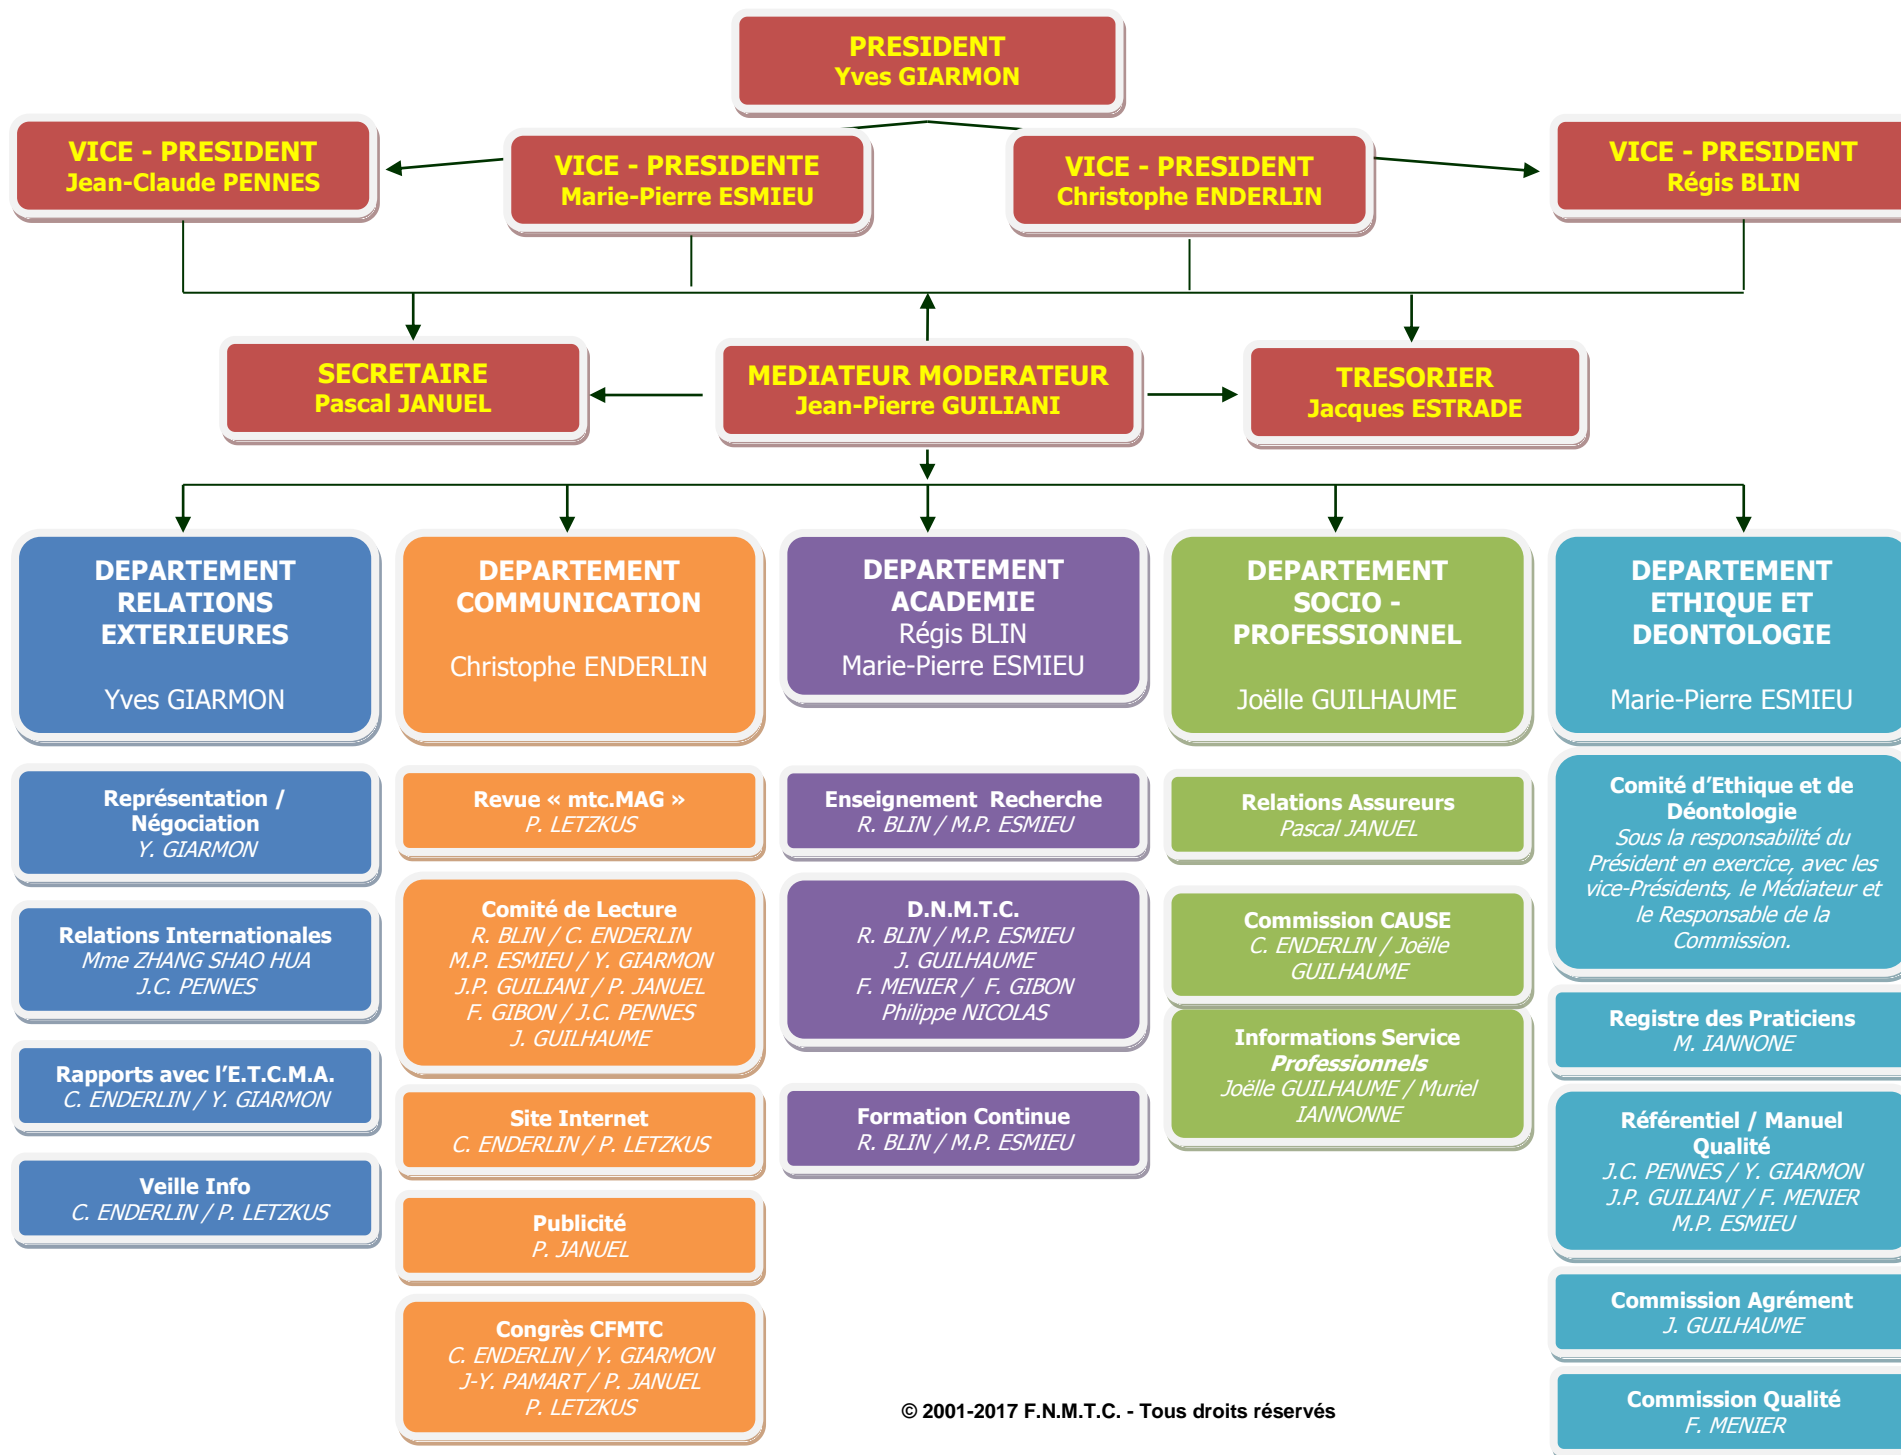 PRESIDENT
Yves GIARMON
VICE - PRESIDENT
Jean-Claude PENNES
VICE - PRESIDENTE
Marie-Pierre ESMIEU
VICE - PRESIDENT
Christophe ENDERLIN
VICE - PRESIDENT
Régis BLIN
SECRETAIRE
Pascal JANUEL
MEDIATEUR MODERATEUR
Jean-Pierre GUILIANI
TRESORIER
Jacques ESTRADE
DEPARTEMENT
RELATIONS
EXTERIEURES
Yves GIARMON
Représentation /
Négociation
Y. GIARMON
Relations Internationales
Mme ZHANG SHAO HUA
J.C. PENNES
Rapports avec l'E.T.C.M.A.
C. ENDERLIN / Y. GIARMON
Veille Info
C. ENDERLIN / P. LETZKUS
DEPARTEMENT
COMMUNICATION
Christophe ENDERLIN
Revue « mtc.MAG »
P. LETZKUS
Comité de Lecture
R. BLIN / C. ENDERLIN
M.P. ESMIEU / Y. GIARMON
J.P. GUILIANI / P. JANUEL
F. GIBON / J.C. PENNES
J. GUILHAUME
Site Internet
C. ENDERLIN / P. LETZKUS
Publicité
P. JANUEL
Congrès CFMTC
C. ENDERLIN / Y. GIARMON
J-Y. PAMART / P. JANUEL
P. LETZKUS
DEPARTEMENT
ACADEMIE
Régis BLIN
Marie-Pierre ESMIEU
Enseignement Recherche
R. BLIN / M.P. ESMIEU
D.N.M.T.C.
R. BLIN / M.P. ESMIEU
J. GUILHAUME
F. MENIER / F. GIBON
Philippe NICOLAS
Formation Continue
R. BLIN / M.P. ESMIEU
DEPARTEMENT
SOCIO -
PROFESSIONNEL
Joëlle GUILHAUME
Relations Assureurs
Pascal JANUEL
Commission CAUSE
C. ENDERLIN / Joëlle
GUILHAUME
Informations Service
Professionnels
Joëlle GUILHAUME / Muriel
IANNONNE
DEPARTEMENT
ETHIQUE ET
DEONTOLOGIE
Marie-Pierre ESMIEU
Comité d'Ethique et de
Déontologie
Sous la responsabilité du
Président en exercice, avec les
vice-Présidents, le Médiateur et
le Responsable de la
Commission.
Registre des Praticiens
M. IANNONE
Référentiel / Manuel
Qualité
J.C. PENNES / Y. GIARMON
J.P. GUILIANI / F. MENIER
M.P. ESMIEU
Commission Agrément
J. GUILHAUME
Commission Qualité
F. MENIER
© 2001-2017 F.N.M.T.C. - Tous droits réservés